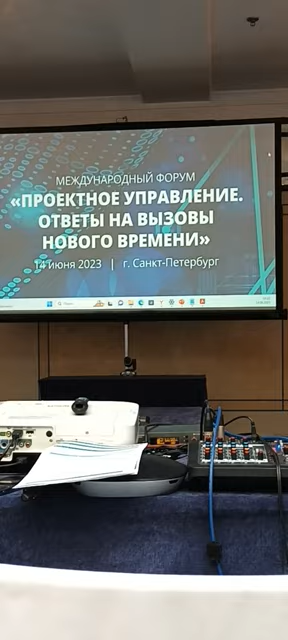 МЕЖДУНАРОДНЫЙ ФОРУМ
«ПРОЕКТНОЕ УПРАВЛЕНИЕ.
ОТВЕТЫ НА ВЫЗОВЫ
НОВОГО ВРЕМЕНИ»
14 июня 2023 | г. Санкт-Петербург